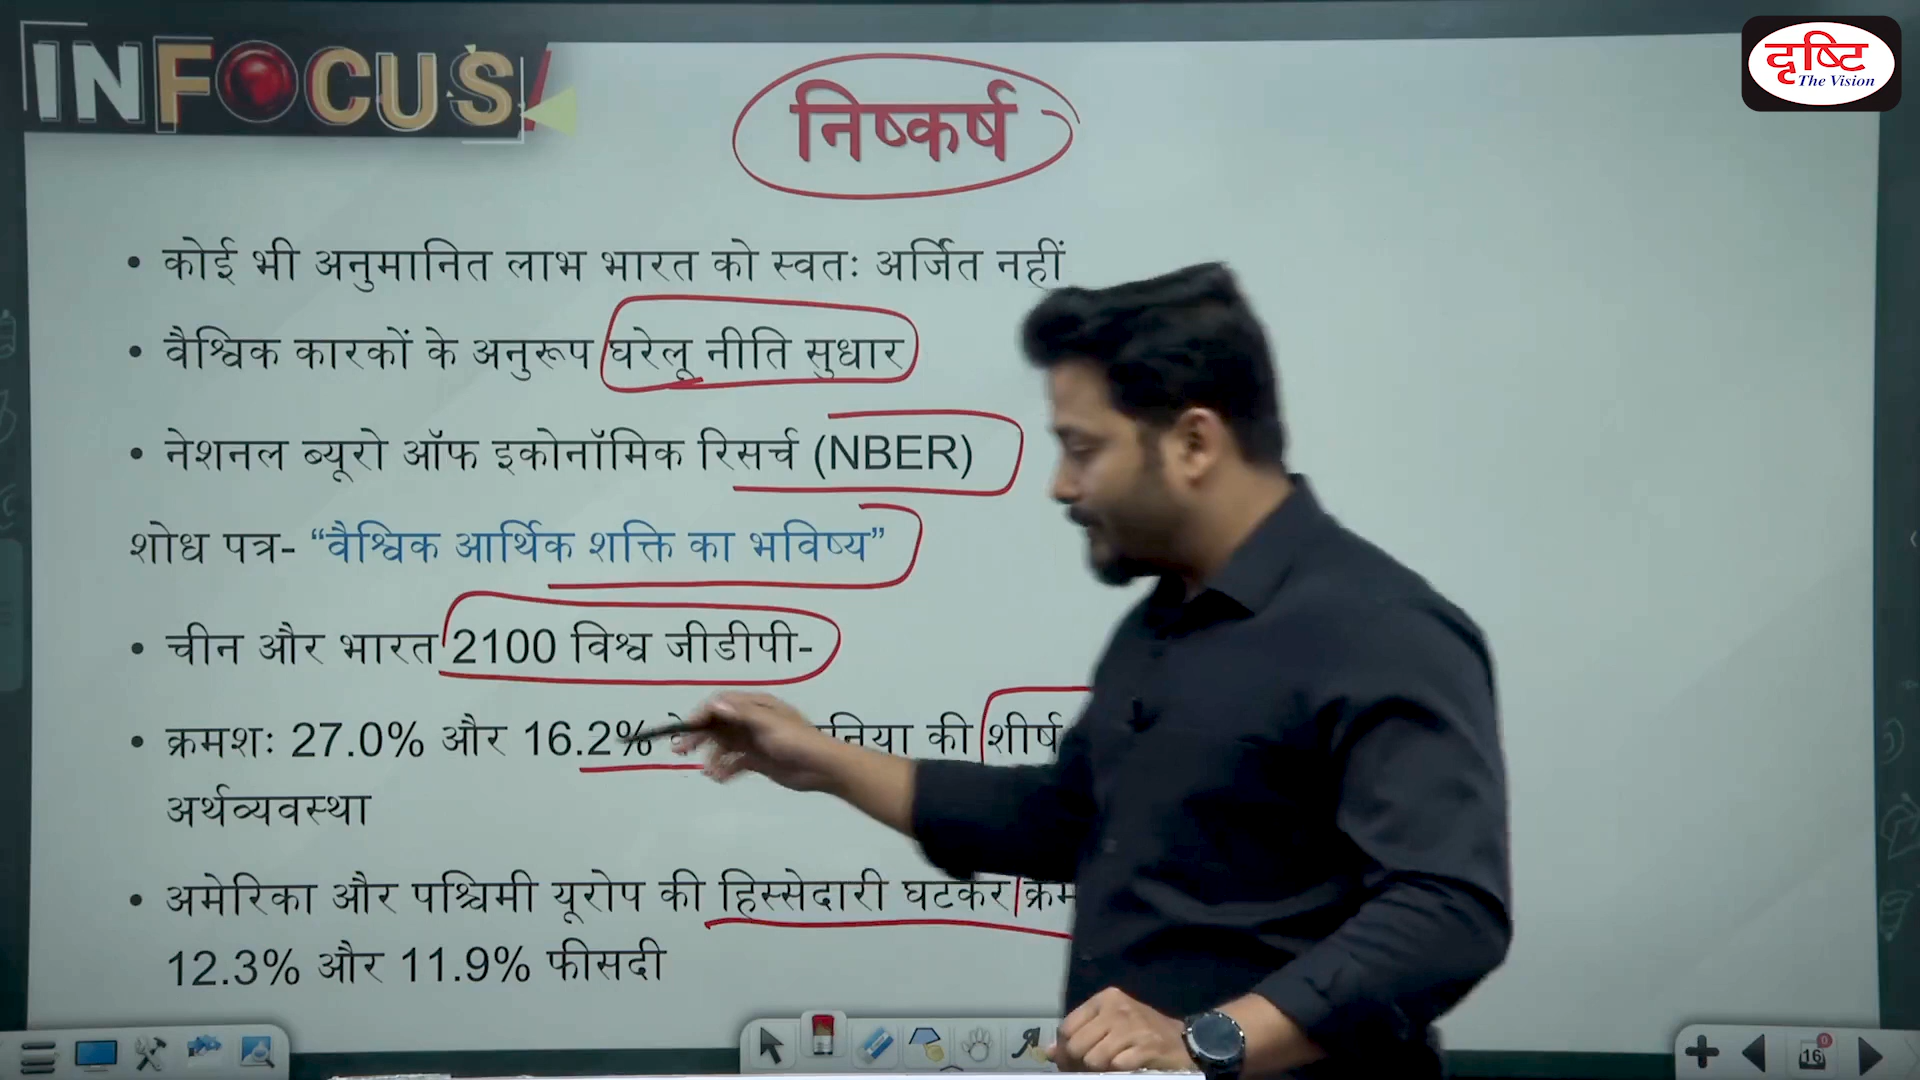 INFOCUS
दृष्टि
The Vision
निष्कर्ष
• कोई भी अनुमानित लाभ भारत को स्वतः अर्जित नहीं
• वैश्विक कारकों के अनुरूप घरेलू नीति सुधार
• नेशनल ब्यूरो ऑफ इकोनॉमिक रिसर्च (NBER)
शोध पत्र- “वैश्विक आर्थिक शक्ति का भविष्य”
• चीन और भारत 2100 विश्व जीडीपी-
• क्रमशः 27.0% और 16.2% की शीर्ष
अर्थव्यवस्था
• अमेरिका और पश्चिमी यूरोप की हिस्सेदारी घटकर
12.3% और 11.9% फीसदी
16